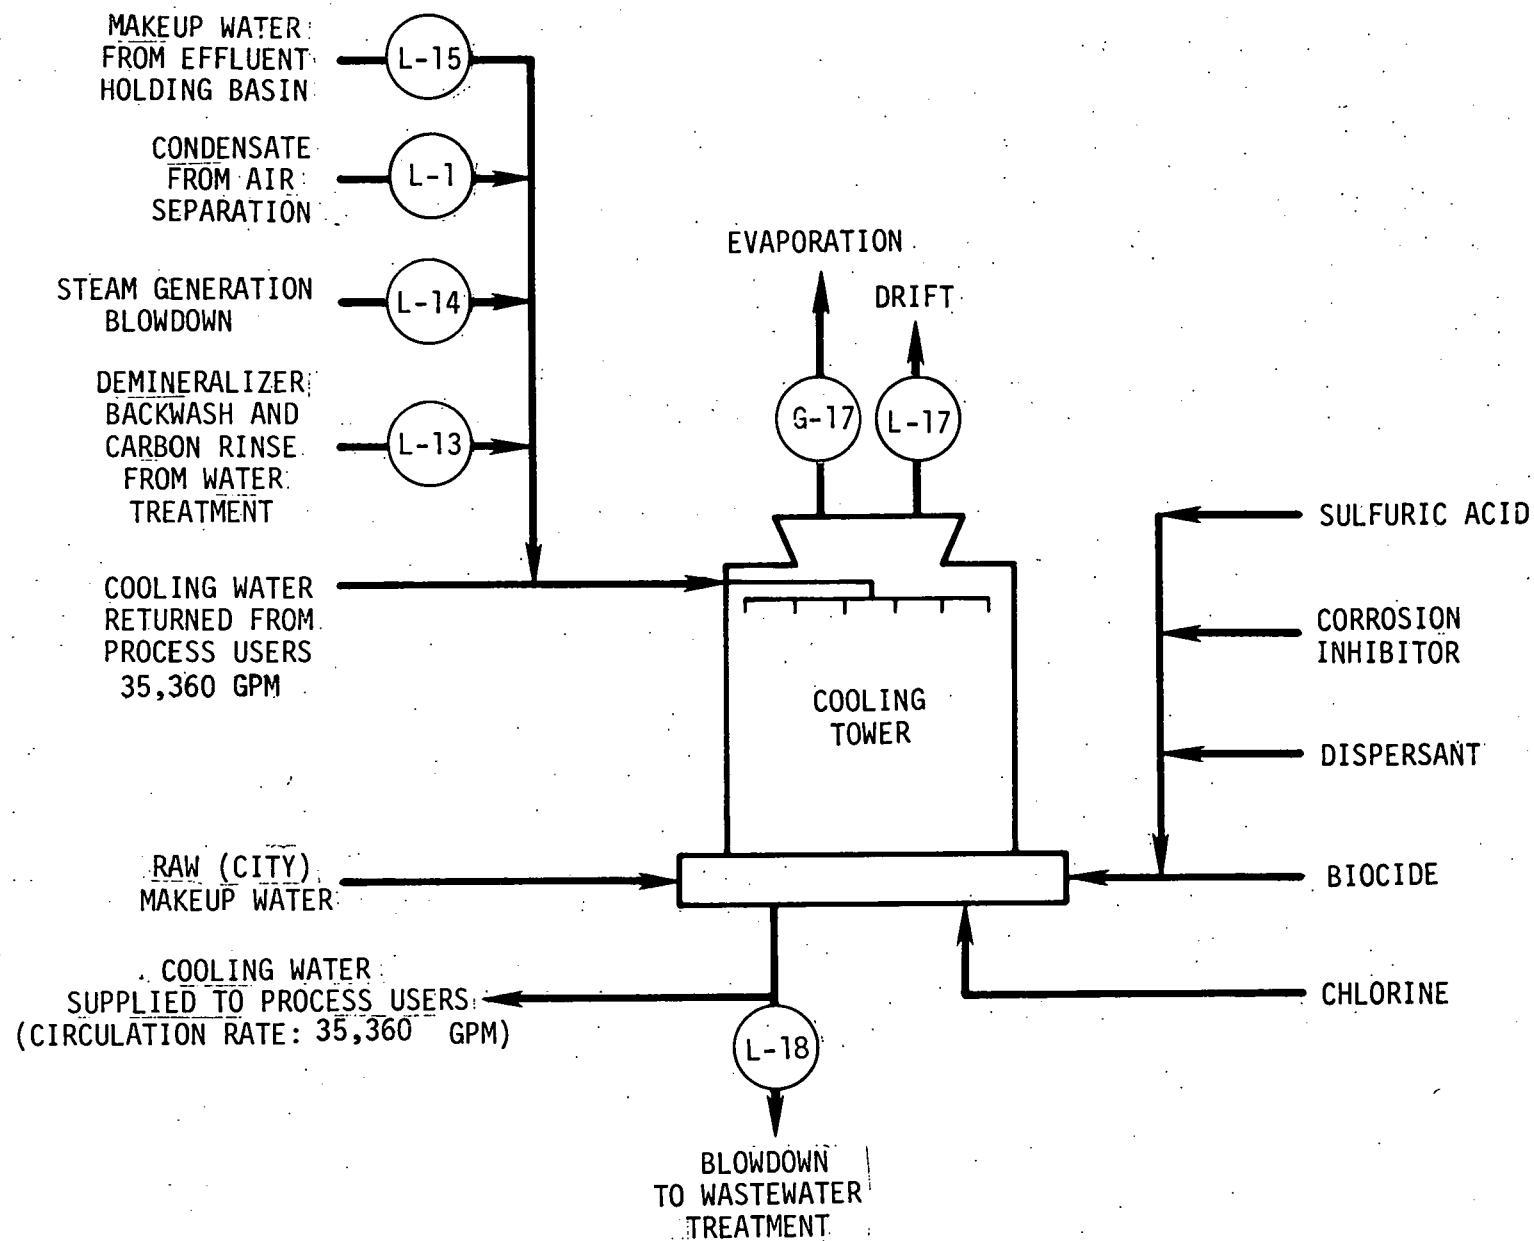 MAKEUP WATER
FROM EFFLUENT
HOLDING BASIN
L-15
CONDENSATE
FROM AIR
SEPARATION
L-1
STEAM GENERATION
BLOWDOWN
L-14
DEMINERALIZER
BACKWASH AND
CARBON RINSE
FROM WATER
TREATMENT
L-13
EVAPORATION
DRIFT
G-17
L-17
COOLING WATER
RETURNED FROM
PROCESS USERS
35,360 GPM
COOLING
TOWER
SULFURIC ACID
CORROSION
INHIBITOR
DISPERSANT
BIOCIDE
CHLORINE
RAW (CITY)
MAKEUP WATER
COOLING WATER
SUPPLIED TO PROCESS USERS
(CIRCULATION RATE: 35,360 GPM)
L-18
BLOWDOWN
TO WASTEWATER
TREATMENT